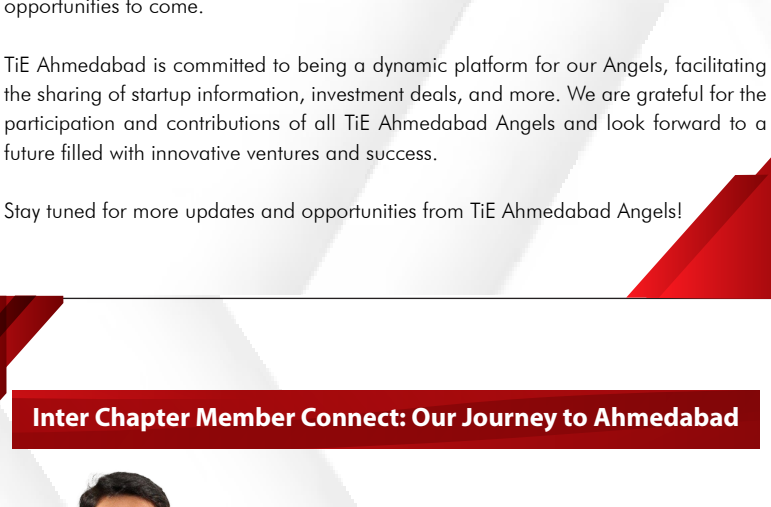 opportunities to come.
TiE Ahmedabad is committed to being a dynamic platform for our Angels, facilitating
the sharing of startup information, investment deals, and more. We are grateful for the
participation and contributions of all TiE Ahmedabad Angels and look forward to a
future filled with innovative ventures and success.
Stay tuned for more updates and opportunities from TiE Ahmedabad Angels!
Inter Chapter Member Connect: Our Journey to Ahmedabad